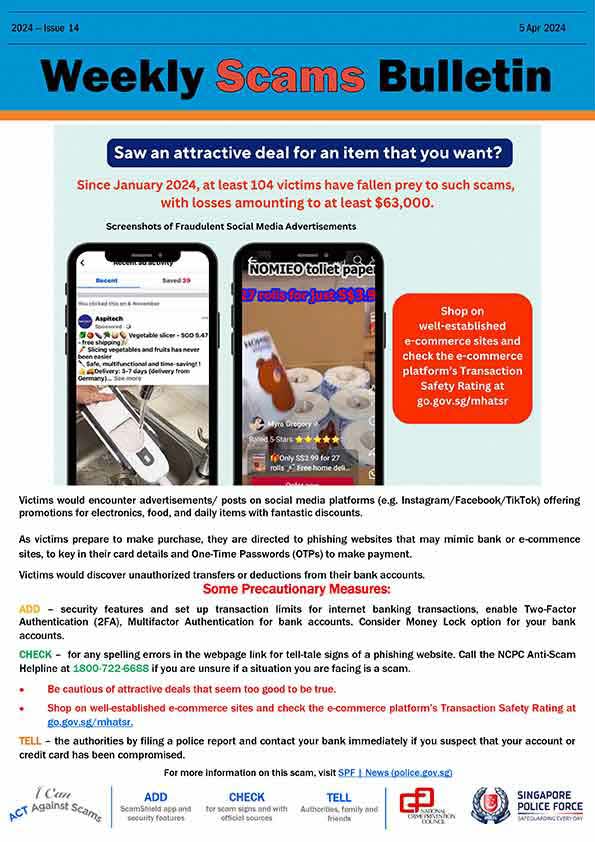 2024 – Issue 14
5 Apr 2024
Weekly Scams Bulletin
Saw an attractive deal for an item that you want?
Since January 2024, at least 104 victims have fallen prey to such scams,
with losses amounting to at least $63,000.
Screenshots of Fraudulent Social Media Advertisements
Recent ad activity
Recent
Saved 39
You clicked this on 6 November
Aspitech
Sponsored
Vegetable slicer - SGD 5.47
- free shipping
Slicing vegetables and fruits has never
been easier
Safe, multifunctional and time-saving! !
Delivery: 3-7 days (delivery from
Germany)... See more
NOMIEO toliet paper
27 rolls for just S$3.9
Myra Gregory
Rated 5-Stars
Only S$3.99 for 27
rolls Free home deli...
Order now
Shop on
well-established
e-commerce sites and
check the e-commerce
platform's Transaction
Safety Rating at
go.gov.sg/mhatsr
Victims would encounter advertisements/ posts on social media platforms (e.g. Instagram/Facebook/TikTok) offering
promotions for electronics, food, and daily items with fantastic discounts.
As victims prepare to make purchase, they are directed to phishing websites that may mimic bank or e-commerce
sites, to key in their card details and One-Time Passwords (OTPs) to make payment.
Victims would discover unauthorized transfers or deductions from their bank accounts.
Some Precautionary Measures:
ADD – security features and set up transaction limits for internet banking transactions, enable Two-Factor
Authentication (2FA), Multifactor Authentication for bank accounts. Consider Money Lock option for your bank
accounts.
CHECK – for any spelling errors in the webpage link for tell-tale signs of a phishing website. Call the NCPC Anti-Scam
Helpline at 1800-722-6688 if you are unsure if a situation you are facing is a scam.
• Be cautious of attractive deals that seem too good to be true.
• Shop on well-established e-commerce sites and check the e-commerce platform's Transaction Safety Rating at
go.gov.sg/mhatsr.
TELL – the authorities by filing a police report and contact your bank immediately if you suspect that your account or
credit card has been compromised.
For more information on this scam, visit SPF | News (police.gov.sg)
I Can
ACT Against Scams
ADD
ScamShield app and
security features
CHECK
for scam signs and with
official sources
TELL
Authorities, family and
friends
NATIONAL
CRIME PREVENTION
COUNCIL
SINGAPORE
POLICE FORCE
SAFEGUARDING EVERY DAY